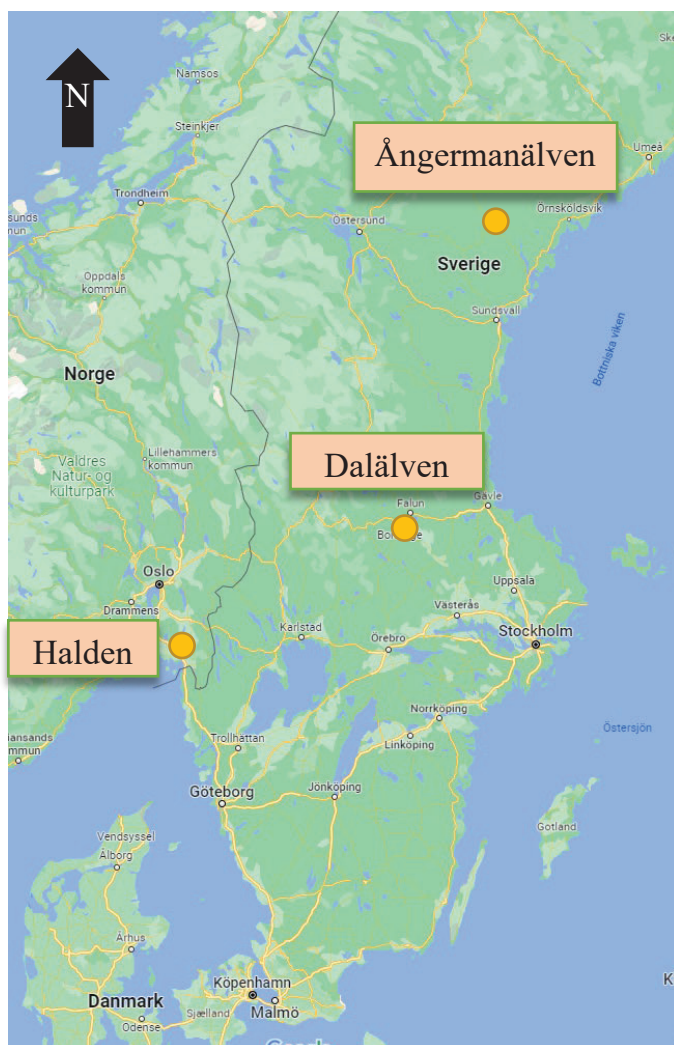 N
Namsos
Steinkjer
Ångermanälven
Umeå
Trondheim
Östersund
Örnsköldsvik
Oppdals
kommun
Sverige
Sundsvall
Bottniska viken
Norge
Lillehammers
kommun
Valdres
Natur- og
kulturpark
Dalälven
Falun
Gävle
Oslo
Uppsala
Drammens
Västerås
Karlstad
Örebro
Stockholm
Halden
Norrköping
Östersjön
Trollhättan
Linköping
Göteborg
Jönköping
Gotland
Vendsyssel
Ålborg
Århus
Köpenhamn
Danmark
Sjælland
Malmö
Odense